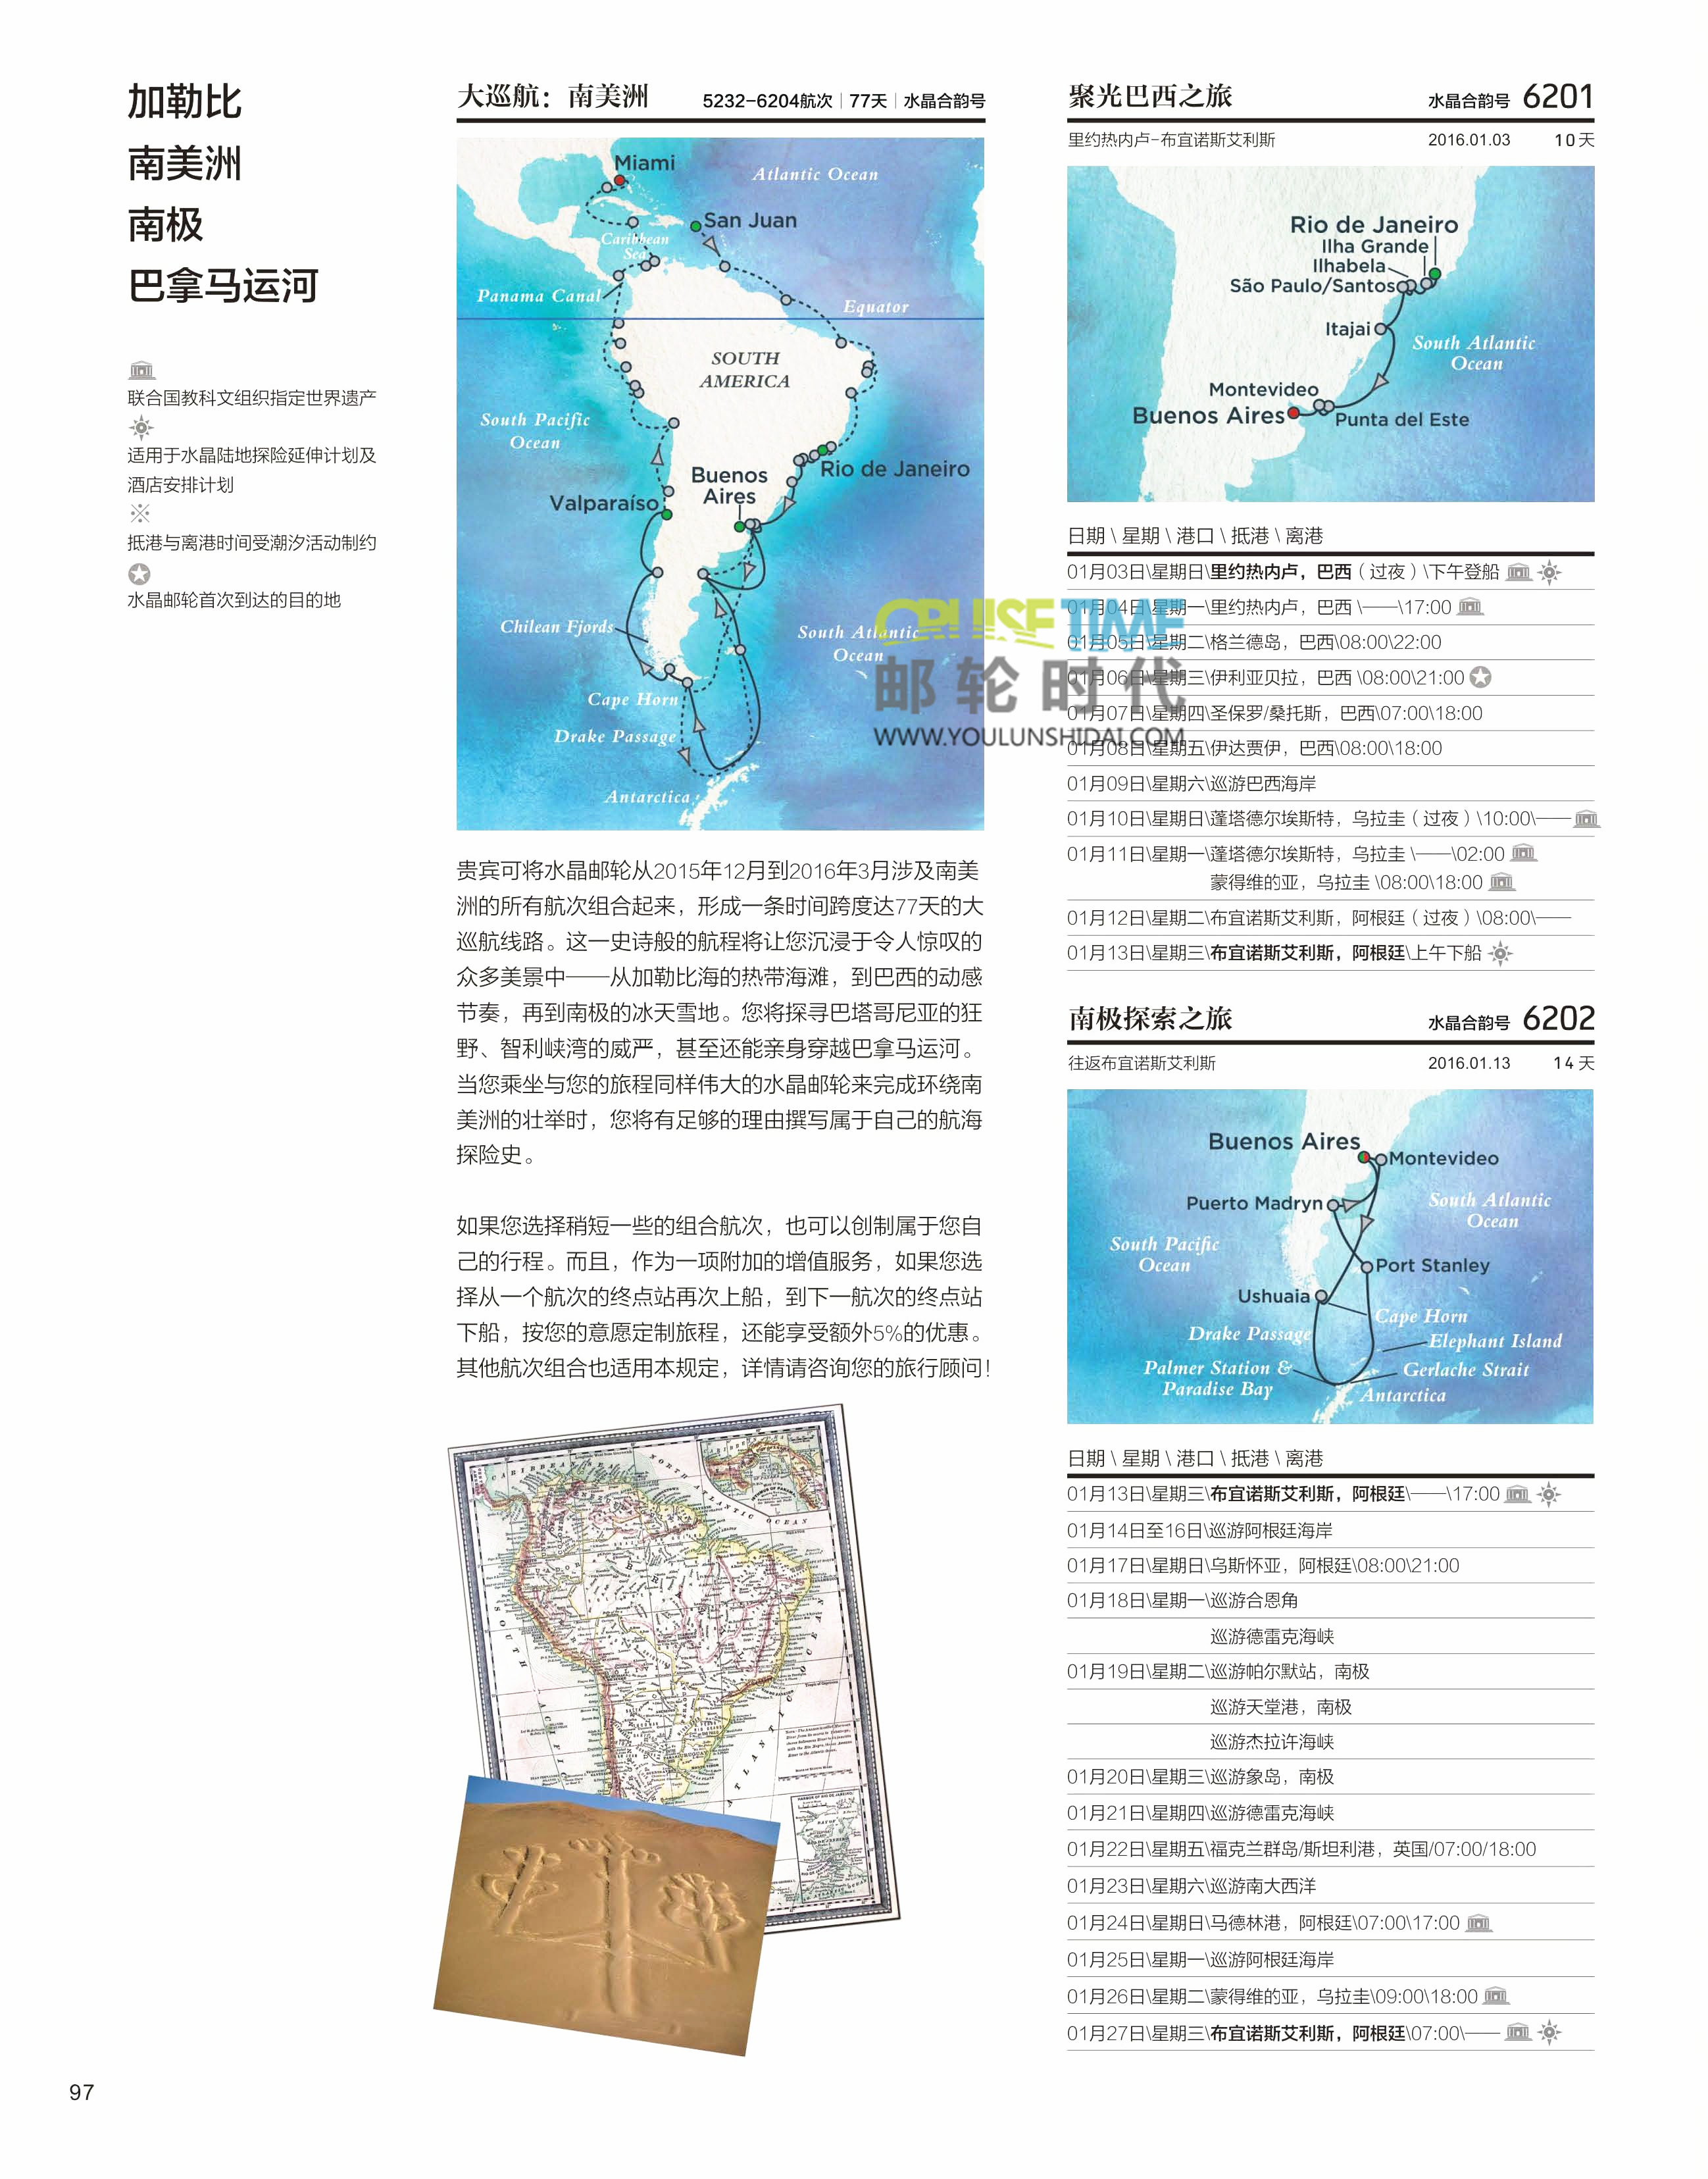 加勒比
南美洲
南极
巴拿马运河
联合国教科文组织指定世界遗产
适用于水晶陆地探险延伸计划及
酒店安排计划
※
抵港与离港时间受潮汐活动制约
水晶邮轮首次到达的目的地
大巡航：南美洲 5232-6204航次｜77天｜水晶合韵号
Miami
Atlantic Ocean
San Juan
Caribbean
Sea
Panama Canal
Equator
SOUTH
AMERICA
South Pacific
Ocean
Rio de Janeiro
Buenos
Aires
Valparaíso
Chilean Fjords
South Atlantic
Ocean
Cape Horn
Drake Passage
Antarctica
贵宾可将水晶邮轮从2015年12月到2016年3月涉及南美
洲的所有航次组合起来，形成一条时间跨度达77天的大
巡航线路。这一史诗般的航程将让您沉浸于令人惊叹的
众多美景中——从加勒比海的热带海滩，到巴西的动感
节奏，再到南极的冰天雪地。您将探寻巴塔哥尼亚的狂
野、智利峡湾的威严，甚至还能亲身穿越巴拿马运河。
当您乘坐与您的旅程同样伟大的水晶邮轮来完成环绕南
美洲的壮举时，您将有足够的理由撰写属于自己的航海
探险史。
如果您选择稍短一些的组合航次，也可以创制属于您自
己的行程。而且，作为一项附加的增值服务，如果您选
择从一个航次的终点站再次上船，到下一航次的终点站
下船，按您的意愿定制旅程，还能享受额外5%的优惠。
其他航次组合也适用本规定，详情请咨询您的旅行顾问！
聚光巴西之旅 水晶合韵号 6201
里约热内卢-布宜诺斯艾利斯 2016.01.03 10天
Rio de Janeiro
Ilha Grande
Ilhabela
São Paulo/Santos
Itajai
South Atlantic
Ocean
Montevideo
Buenos Aires
Punta del Este
日期 \ 星期 \ 港口 \ 抵港 \ 离港
01月03日\星期日\里约热内卢，巴西（过夜）\下午登船
01月04日\星期一\里约热内卢，巴西 \——\17:00
01月05日\星期二\格兰德岛，巴西\08:00\22:00
01月06日\星期三\伊利亚贝拉，巴西 \08:00\21:00
01月07日\星期四\圣保罗/桑托斯，巴西\07:00\18:00
01月08日\星期五\伊达贾伊，巴西\08:00\18:00
01月09日\星期六\巡游巴西海岸
01月10日\星期日\蓬塔德尔埃斯特，乌拉圭（过夜）\10:00\——
01月11日\星期一\蓬塔德尔埃斯特，乌拉圭 \——\02:00
蒙得维的亚，乌拉圭 \08:00\18:00
01月12日\星期二\布宜诺斯艾利斯，阿根廷（过夜）\08:00\——
01月13日\星期三\布宜诺斯艾利斯，阿根廷\上午下船
CRUISETIME
邮轮时代
WWW.YOULUNSHIDAI.COM
南极探索之旅 水晶合韵号 6202
往返布宜诺斯艾利斯 2016.01.13 14天
Buenos Aires
Montevideo
Puerto Madryn
South Atlantic
Ocean
South Pacific
Ocean
Port Stanley
Ushuaia
Cape Horn
Drake Passage
Elephant Island
Palmer Station &
Paradise Bay
Gerlache Strait
Antarctica
日期 \ 星期 \ 港口 \ 抵港 \ 离港
01月13日\星期三\布宜诺斯艾利斯，阿根廷\——\17:00
01月14日至16日\巡游阿根廷海岸
01月17日\星期日\乌斯怀亚，阿根廷\08:00\21:00
01月18日\星期一\巡游合恩角
巡游德雷克海峡
01月19日\星期二\巡游帕尔默站，南极
巡游天堂港，南极
巡游杰拉许海峡
01月20日\星期三\巡游象岛，南极
01月21日\星期四\巡游德雷克海峡
01月22日\星期五\福克兰群岛/斯坦利港，英国/07:00/18:00
01月23日\星期六\巡游南大西洋
01月24日\星期日\马德林港，阿根廷\07:00\17:00
01月25日\星期一\巡游阿根廷海岸
01月26日\星期二\蒙得维的亚，乌拉圭\09:00\18:00
01月27日\星期三\布宜诺斯艾利斯，阿根廷\07:00\——
97